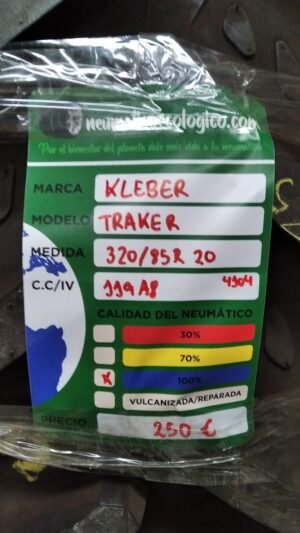 neumaticoecologico.com
Por el bienestar del planeta dale más vida a tu neumático
MARCA KLEBER
MODELO TRAKER
MEDIDA 320/85R 20
C.C/IV 119 A8 4904
CALIDAD DEL NEUMÁTICO
30%
70%
X 100%
VULCANIZADA/REPARADA
PRECIO 250 €